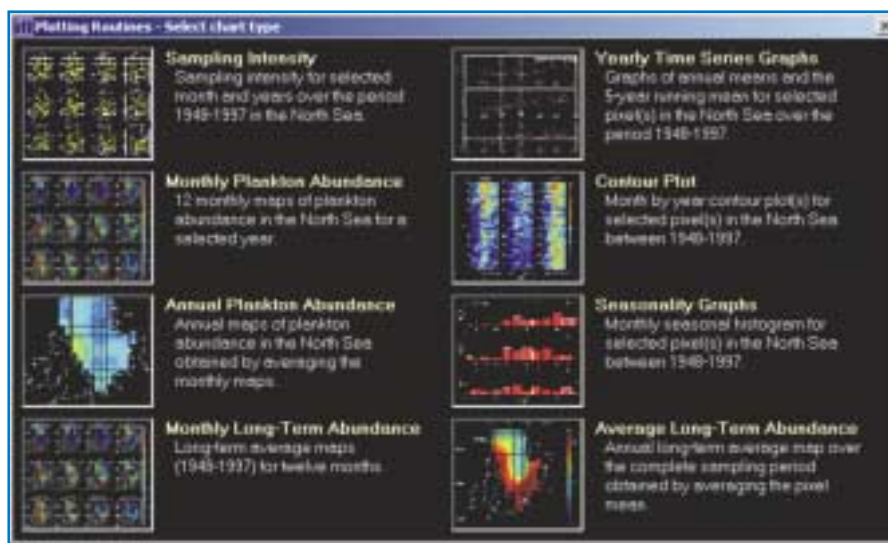 Plotting Routines - Select chart type
Sampling Intensity
Sampling intensity for selected
month and years over the period
1948-1997 in the North Sea.
Monthly Plankton Abundance
12 monthly maps of plankton
abundance in the North Sea for a
selected year.
Annual Plankton Abundance
Annual maps of plankton
abundance in the North Sea
obtained by averaging the
monthly maps.
Monthly Long-Term Abundance
Long-term average maps
(1948-1997) for twelve months.
Yearly Time Series Graphs
Graphs of annual means and the
5-year running mean for selected
pixel(s) in the North Sea over the
period 1948-1997.
Contour Plot
Month by year contour plot(s) for
selected pixel(s) in the North Sea
between 1948-1997.
Seasonality Graphs
Monthly seasonal histogram for
selected pixel(s) in the North Sea
between 1948-1997.
Average Long-Term Abundance
Annual long-term average map over
the complete sampling period
obtained by averaging the pixel
mean.